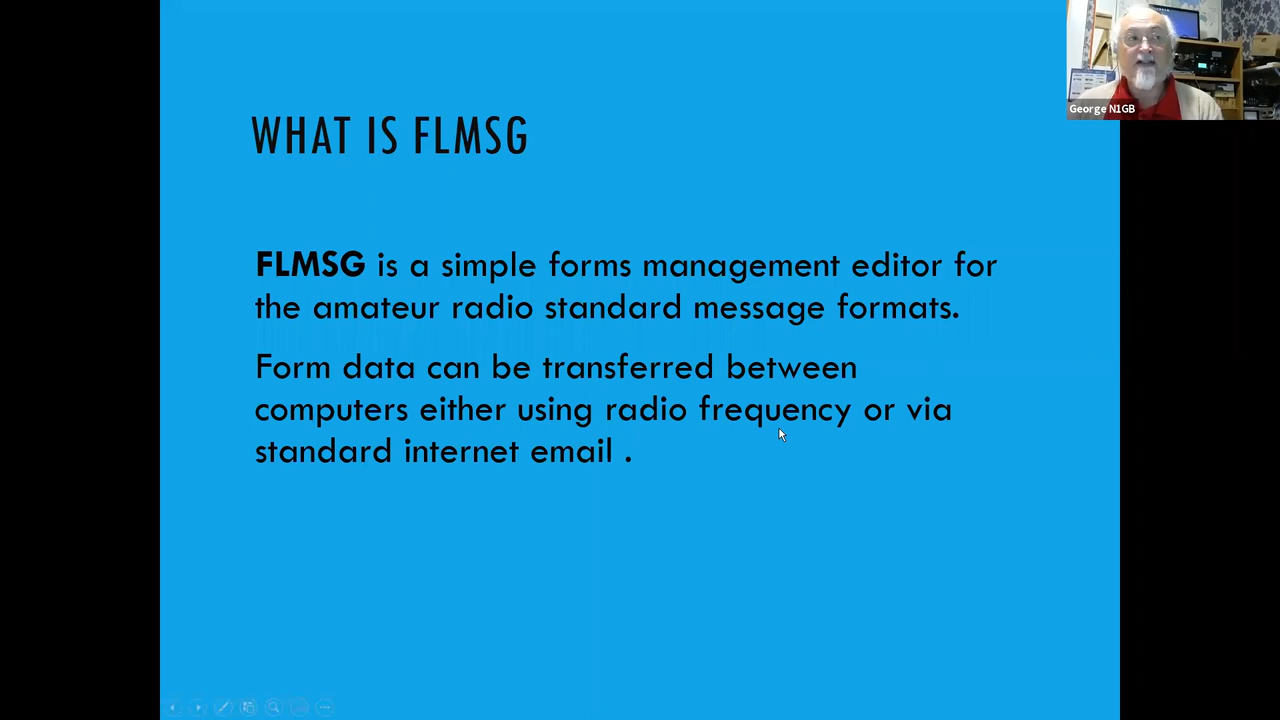 WHAT IS FLMSG
FLMSG is a simple forms management editor for
the amateur radio standard message formats.
Form data can be transferred between
computers either using radio frequency or via
standard internet email .
George N1GB